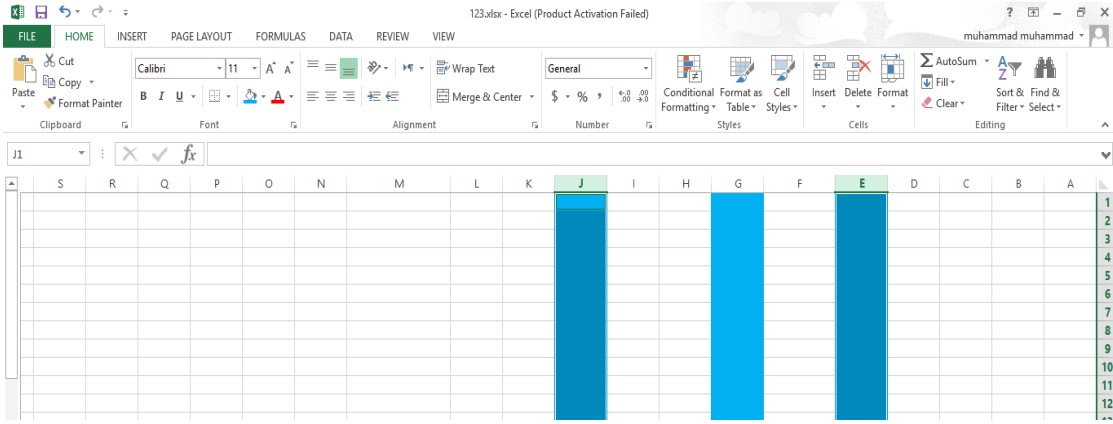 123.xlsx - Excel (Product Activation Failed)
FILE HOME INSERT PAGE LAYOUT FORMULAS DATA REVIEW VIEW muhammad muhammad
Cut
Copy
Format Painter
Paste
Clipboard
Calibri 11
B I U
Font
Wrap Text
Merge & Center
Alignment
General
$ % ,
Number
Conditional Formatting
Format as Table
Cell Styles
Styles
Insert Delete Format
Cells
AutoSum
Fill
Clear
Sort & Filter
Find & Select
Editing
J1 fx
S R Q P O N M L K J I H G F E D C B A
1
2
3
4
5
6
7
8
9
10
11
12